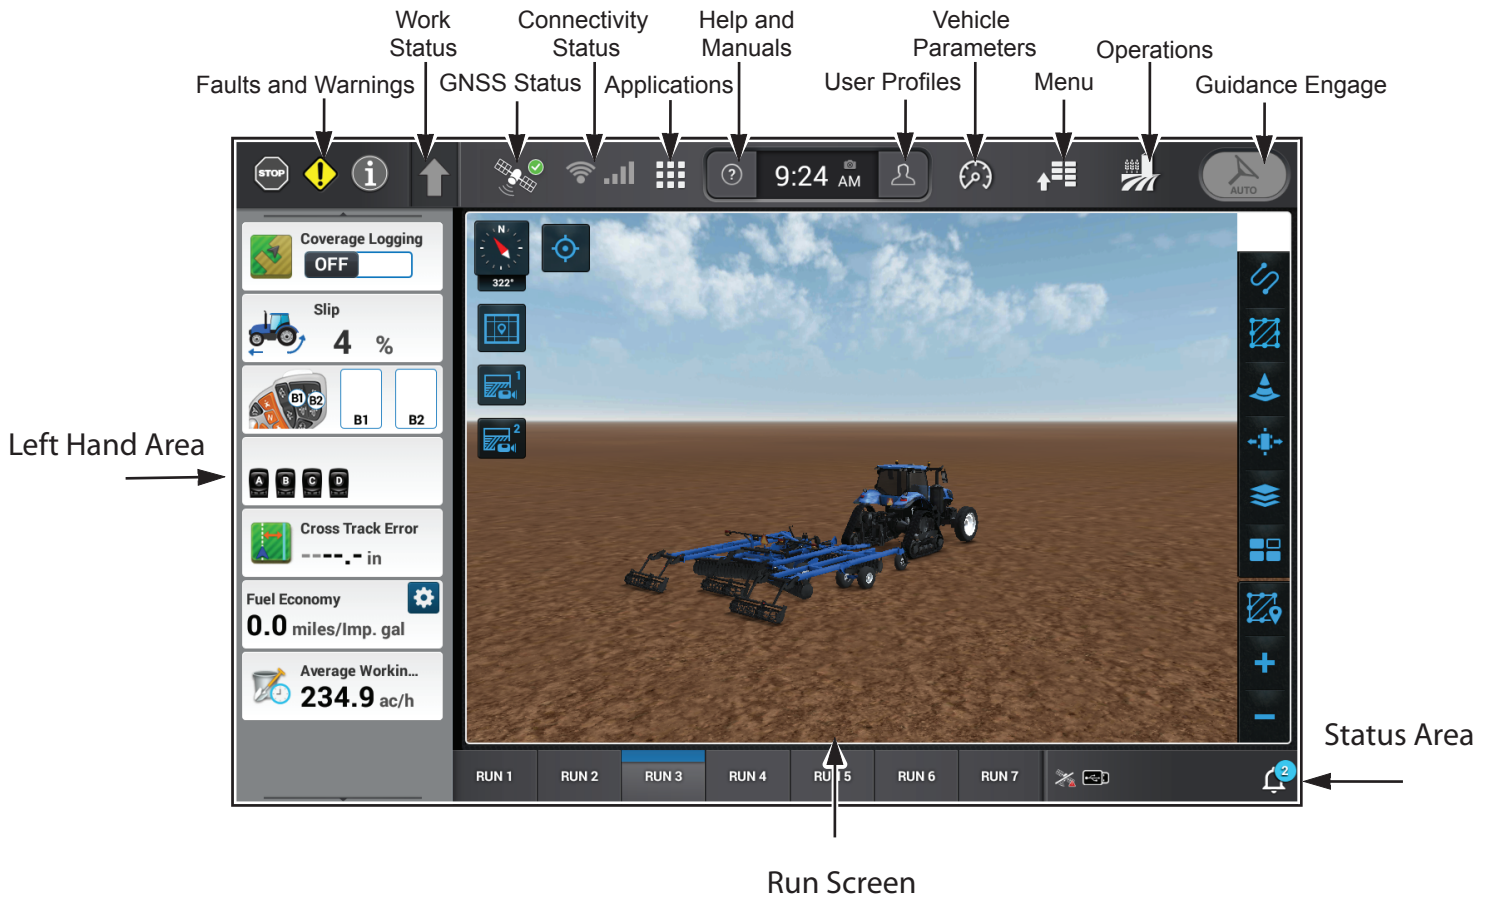 Work
Status
Connectivity
Status
Help and
Manuals
Vehicle
Parameters
Operations
Faults and Warnings
GNSS Status
Applications
User Profiles
Menu
Guidance Engage
STOP
?
9:24 AM
AUTO
Coverage Logging
OFF
Slip
4 %
B1 B2
B1
B2
A B C D
Cross Track Error
----.- in
Fuel Economy
0.0 miles/Imp. gal
Average Workin...
234.9 ac/h
N
322°
1
2
Left Hand Area
Status Area
RUN 1
RUN 2
RUN 3
RUN 4
RUN 5
RUN 6
RUN 7
2
Run Screen